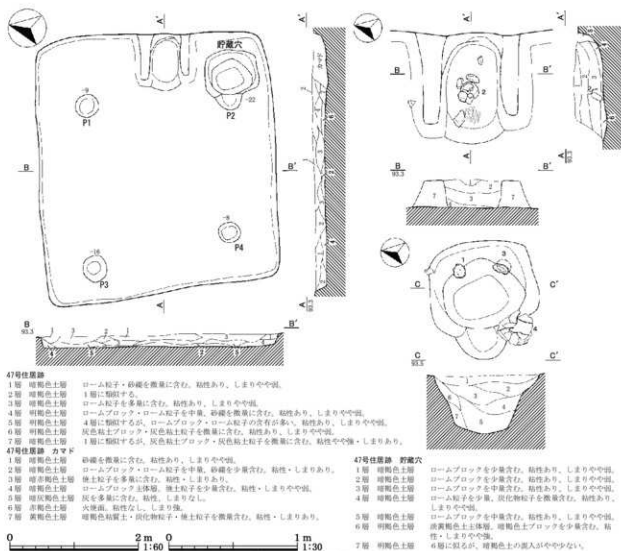 A'
貯蔵穴
-9
P1
-22
P2
カマド
B
B'
93.3
-8
P4
-16
P3
A
A'
B
B'
93.3
A
A'
B
B'
2
A
B
B'
93.3
7
2
3
7
C
C'
1
3
4
C
C'
93.3
47号住居跡
1層 暗褐色土層 ローム粒子・砂礫を微量に含む、粘性あり、しまりやや弱。
2層 暗褐色土層 1層に類似する。
3層 暗褐色土層 ローム粒子を多量に含む、粘性あり、しまりやや弱。
4層 明褐色土層 ロームブロック・ローム粒子を中量、砂礫を微量に含む、粘性あり、しまりやや弱。
5層 明褐色土層 4層に類似するが、ロームブロック・ローム粒子の含有が多い、粘性あり、しまりやや弱。
6層 明褐色土層 灰色粘土ブロック・灰色粘土粒子を微量に含む、粘性あり、しまりやや弱。
7層 暗褐色土層 1層に類似するが、灰色粘土ブロック・灰色粘土粒子を微量に含む、粘性やや強・しまりあり。
47号住居跡 カマド
1層 暗褐色土層 砂礫を微量に含む、粘性あり、しまりやや弱。
2層 暗褐色土層 ロームブロック・ローム粒子を中量、砂礫を少量含む、粘性・しまりあり。
3層 暗赤褐色土層 焼土粒子を多量に含む、粘性・しまりあり。
4層 明褐色土層 ロームブロック主体層、焼土粒子を少量含む、粘性あり、しまりやや弱。
5層 暗灰褐色土層 灰を多量に含む、粘性、しまりなし。
6層 赤褐色土層 火焼面、粘性なし、しまり強。
7層 黄褐色土層 暗褐色粘質土・炭化物粒子・焼土粒子を微量含む、粘性・しまりあり。
47号住居跡 貯蔵穴
1層 暗褐色土層 ロームブロックを少量含む、粘性あり、しまりやや弱。
2層 明褐色土層 ロームブロックを少量含む、粘性あり、しまりやや弱。
3層 明褐色土層 ロームブロックを中量含む、粘性あり、しまりやや弱。
4層 暗褐色土層 ローム粒子を少量、炭化物粒子を微量含む、粘性あり、
しまりやや弱。
5層 暗褐色土層 ロームブロックを中量含む、粘性あり、しまりやや弱。
6層 明褐色土層 淡黄褐色土主体層、暗褐色土ブロックを少量含む、粘
性・しまりやや強。
7層 明褐色土層 6層に似るが、暗褐色土の混入がやや少ない。
0 2 m
1:60
0 1 m
1:30